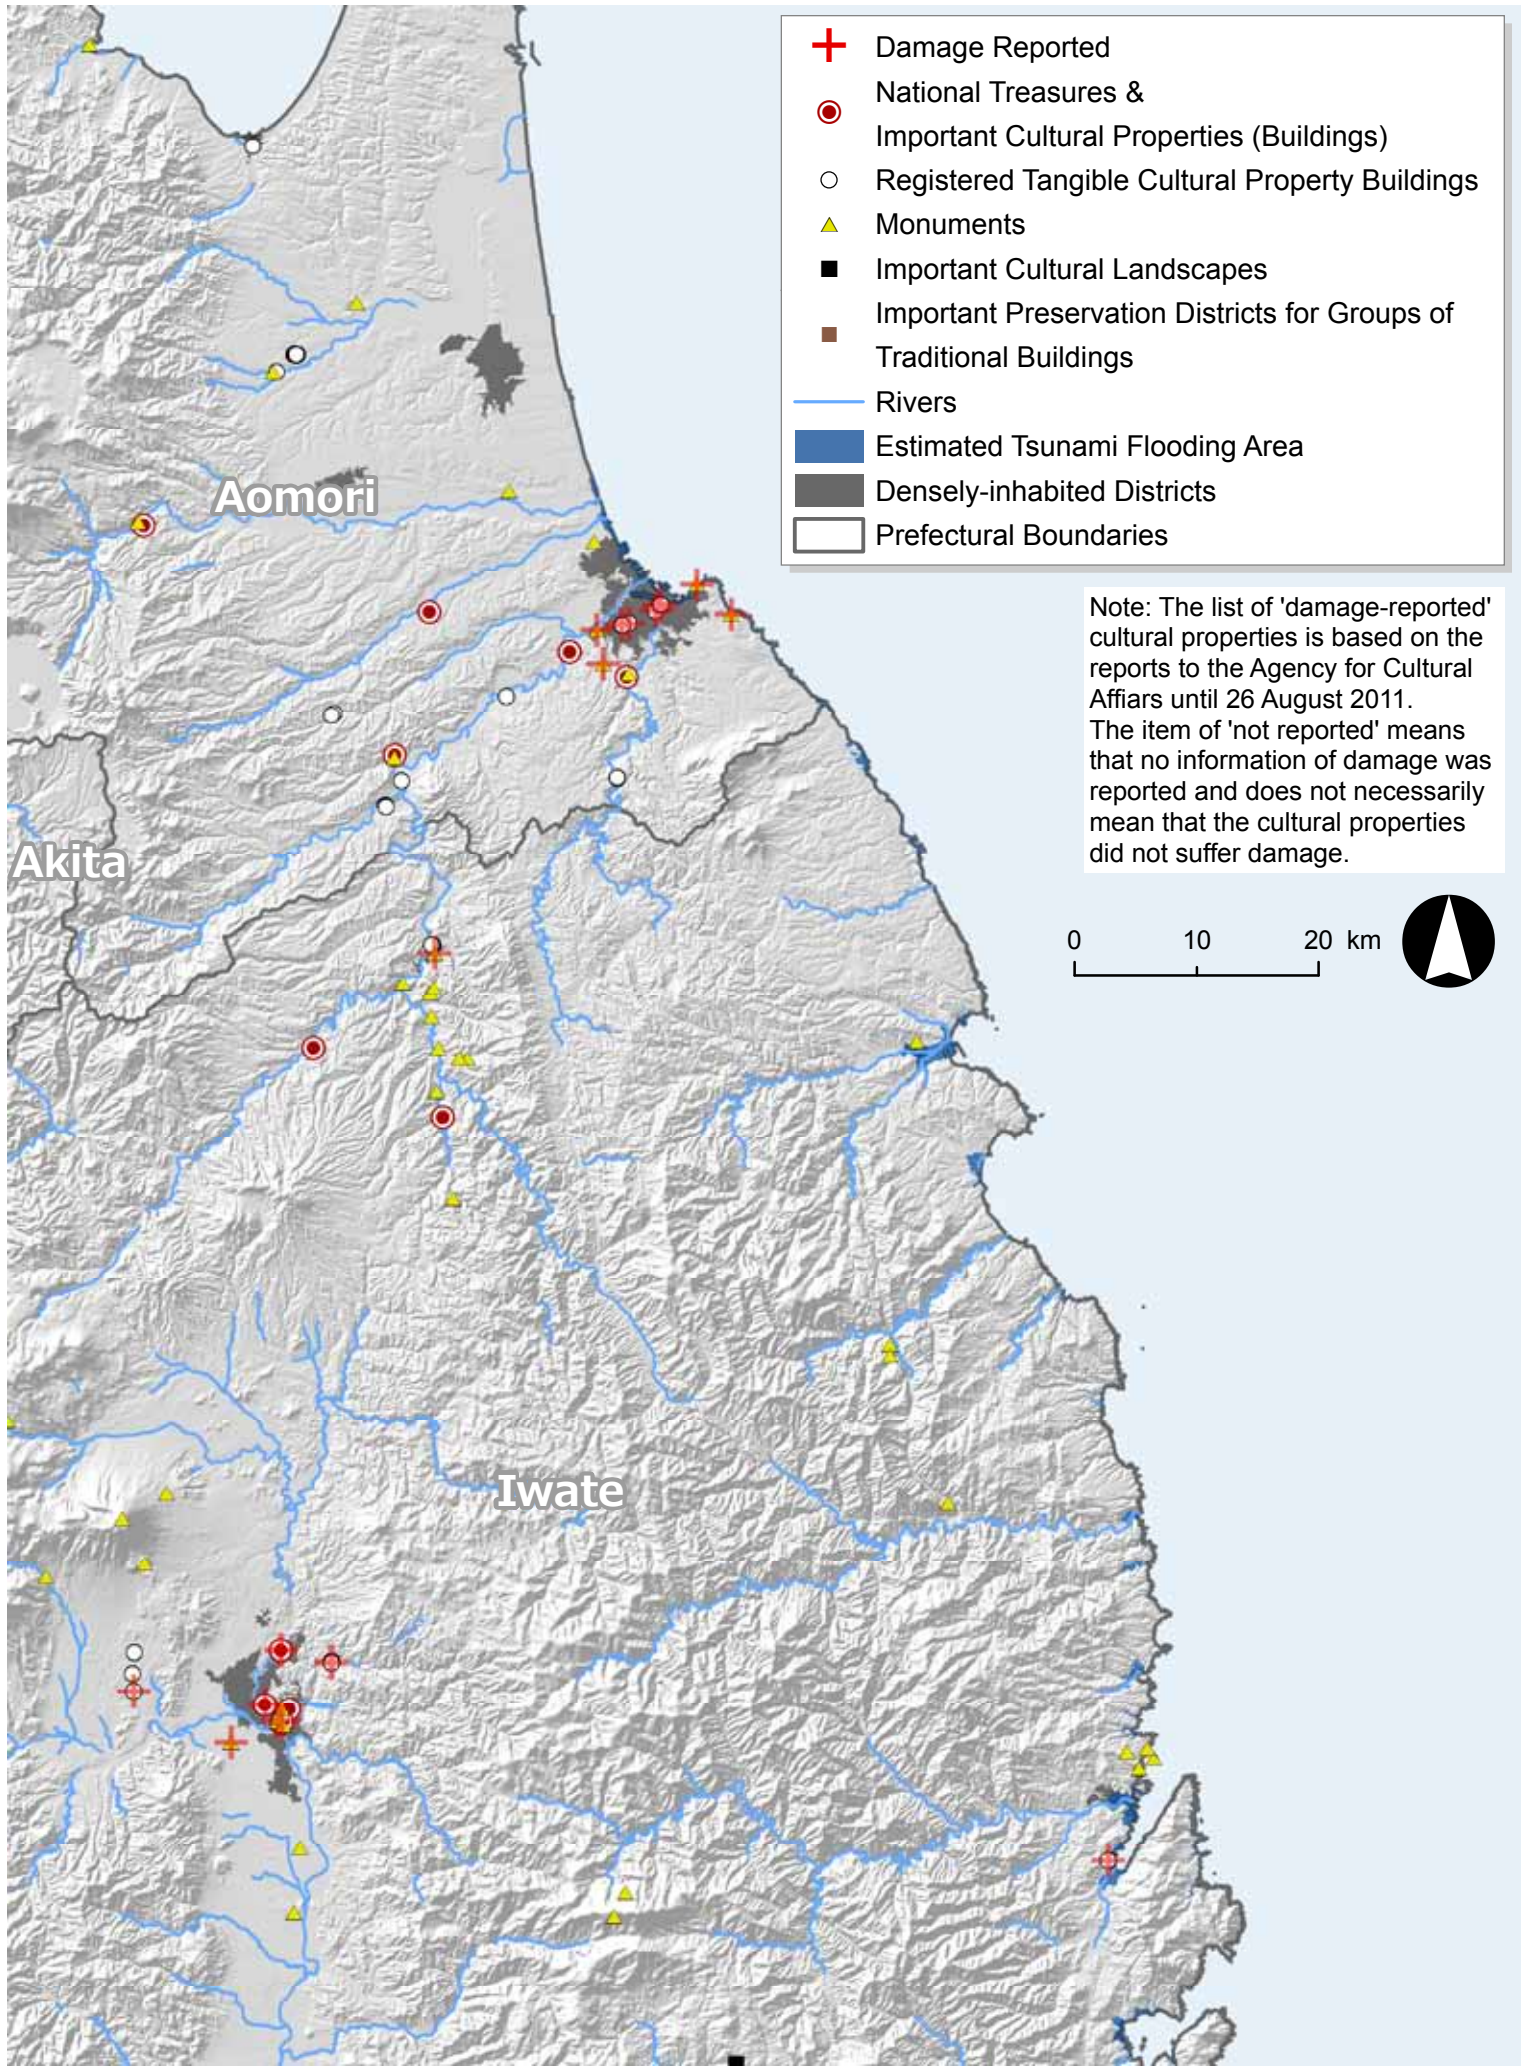 Damage Reported
National Treasures &
Important Cultural Properties (Buildings)
Registered Tangible Cultural Property Buildings
Monuments
Important Cultural Landscapes
Important Preservation Districts for Groups of
Traditional Buildings
Rivers
Estimated Tsunami Flooding Area
Densely-inhabited Districts
Prefectural Boundaries
Note: The list of 'damage-reported'
cultural properties is based on the
reports to the Agency for Cultural
Affiars until 26 August 2011.
The item of 'not reported' means
that no information of damage was
reported and does not necessarily
mean that the cultural properties
did not suffer damage.
0 10 20 km
Aomori
Akita
Iwate